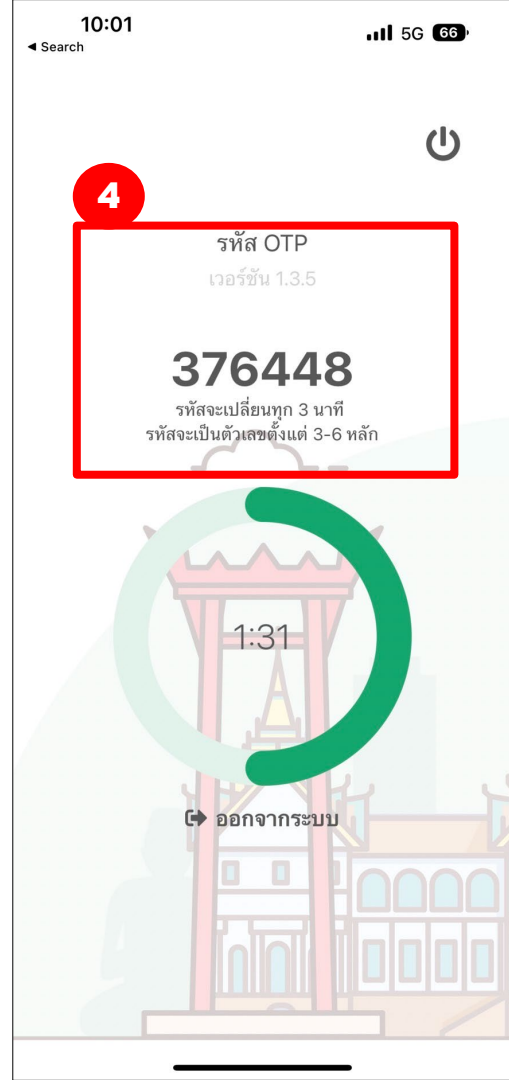 10:01
◀ Search
5G 66
4
รหัส OTP
เวอร์ชัน 1.3.5
376448
รหัสจะเปลี่ยนทุก 3 นาที
รหัสจะเป็นตัวเลขตั้งแต่ 3-6 หลัก
1:31
ออกจากระบบ